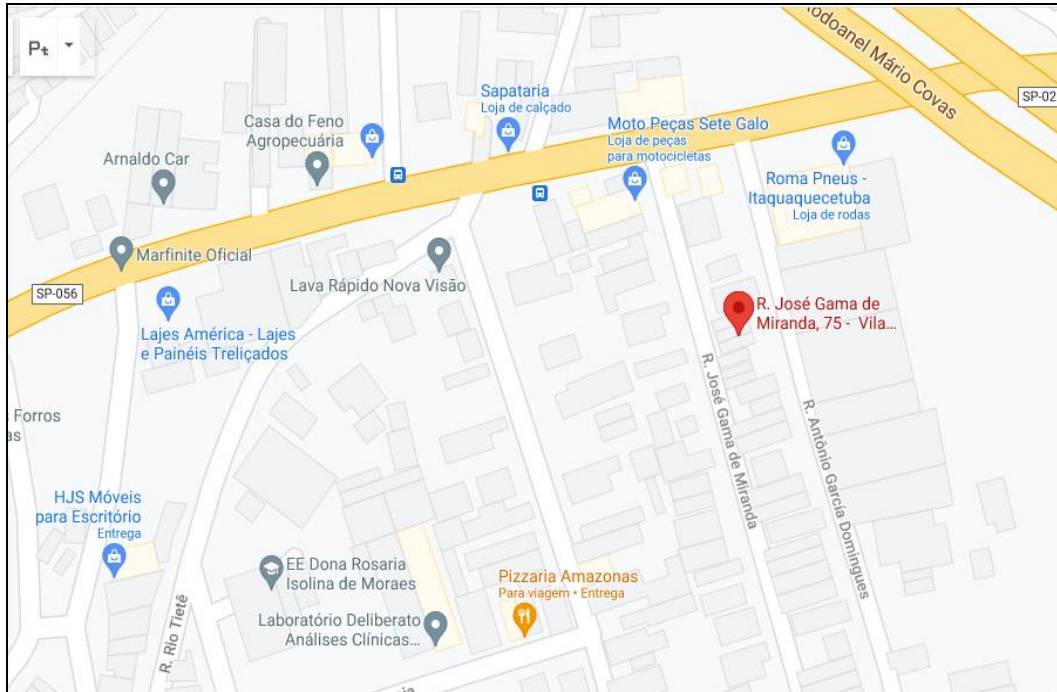 Pt
Rodoanel Mário Covas
SP-02
Sapataria
Loja de calçado
Casa do Feno
Agropecuária
Moto Peças Sete Galo
Loja de peças
para motocicletas
Arnaldo Car
Roma Pneus -
Itaquaquecetuba
Loja de rodas
Marfinite Oficial
Lava Rápido Nova Visão
SP-056
Lajes América - Lajes
e Painéis Treliçados
R. José Gama de
Miranda, 75 - Vila...
R. José Gama de Miranda
R. Antônio García Domingues
Forros
as
HJS Móveis
para Escritório
Entrega
EE Dona Rosaria
Isolina de Moraes
Pizzaria Amazonas
Para viagem • Entrega
Laboratório Deliberato
Análises Clínicas...
R. Rio Tietê